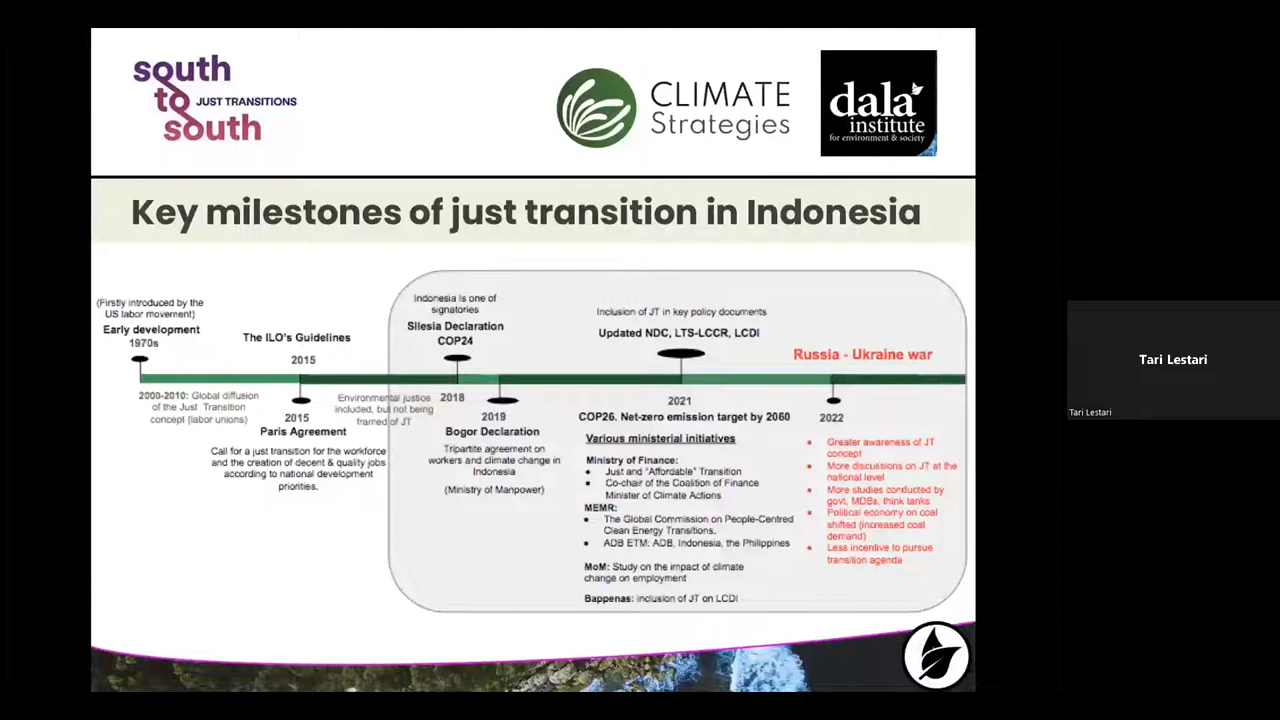 south
to JUST TRANSITIONS
south
CLIMATE
Strategies
dala
institute
for environment & society
Key milestones of just transition in Indonesia
(Firstly introduced by the
US labor movement)
Early development
1970s
2000-2010: Global diffusion
of the Just Transition
concept [labor unions)
The ILO's Guidelines
2015
2015
Paris Agreement
Call for a just transition for the workforce
and the creation of decent & quality jobs
according to national development
priorities.
Environmental justice
included, but not being
framed of JT
Indonesia is one of
signatories
Silesia Declaration
COP24
2018
2019
Bogor Declaration
Tripartite agreement on
workers and climate change in
Indonesia
(Ministry of Manpower)
Inclusion of JT in key policy documents
Updated NDC, LTS-LCCR, LCDI
2021
COP26. Net-zero emission target by 2060
Various ministerial initiatives
Ministry of Finance:
• Just and "Affordable" Transition
• Co-chair of the Coalition of Finance
Minister of Climate Actions
MEMR:
• The Global Commission on People-Centred
Clean Energy Transitions,
• ADB ETM: ADB, Indonesia, the Philippines
MoM: Study on the impact of climate
change on employment
Bappenas: inclusion of JT on LCDI
Russia - Ukraine war
2022
• Greater awareness of JT
concept
• More discussions on JT at the
national level
• More studies conducted by
govt, MDBs, think tanks
• Political economy on coal
shifted (increased coal
demand)
• Less incentive to pursue
transition agenda
Tari Lestari
Tari Lestari